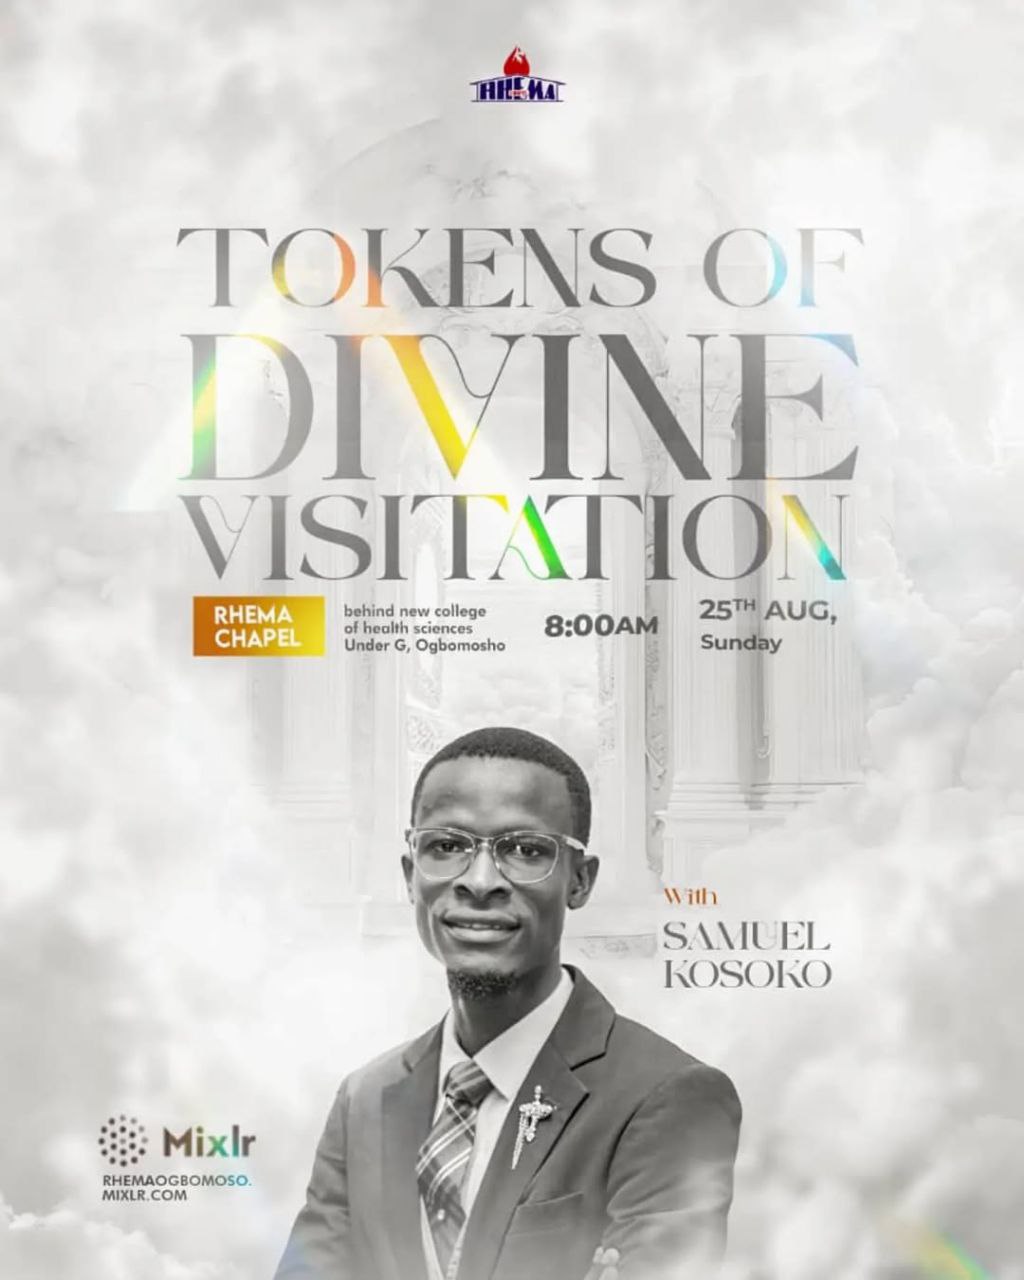 RHEMA
TOKENS OF
DIVINE
VISITATION
RHEMA
CHAPEL
behind new college
of health sciences
Under G, Ogbomosho
8:00AM
25TH AUG,
Sunday
With
SAMUEL
KOSOKO
Mixlr
RHEMAOGBOMOSO.
MIXLR.COM